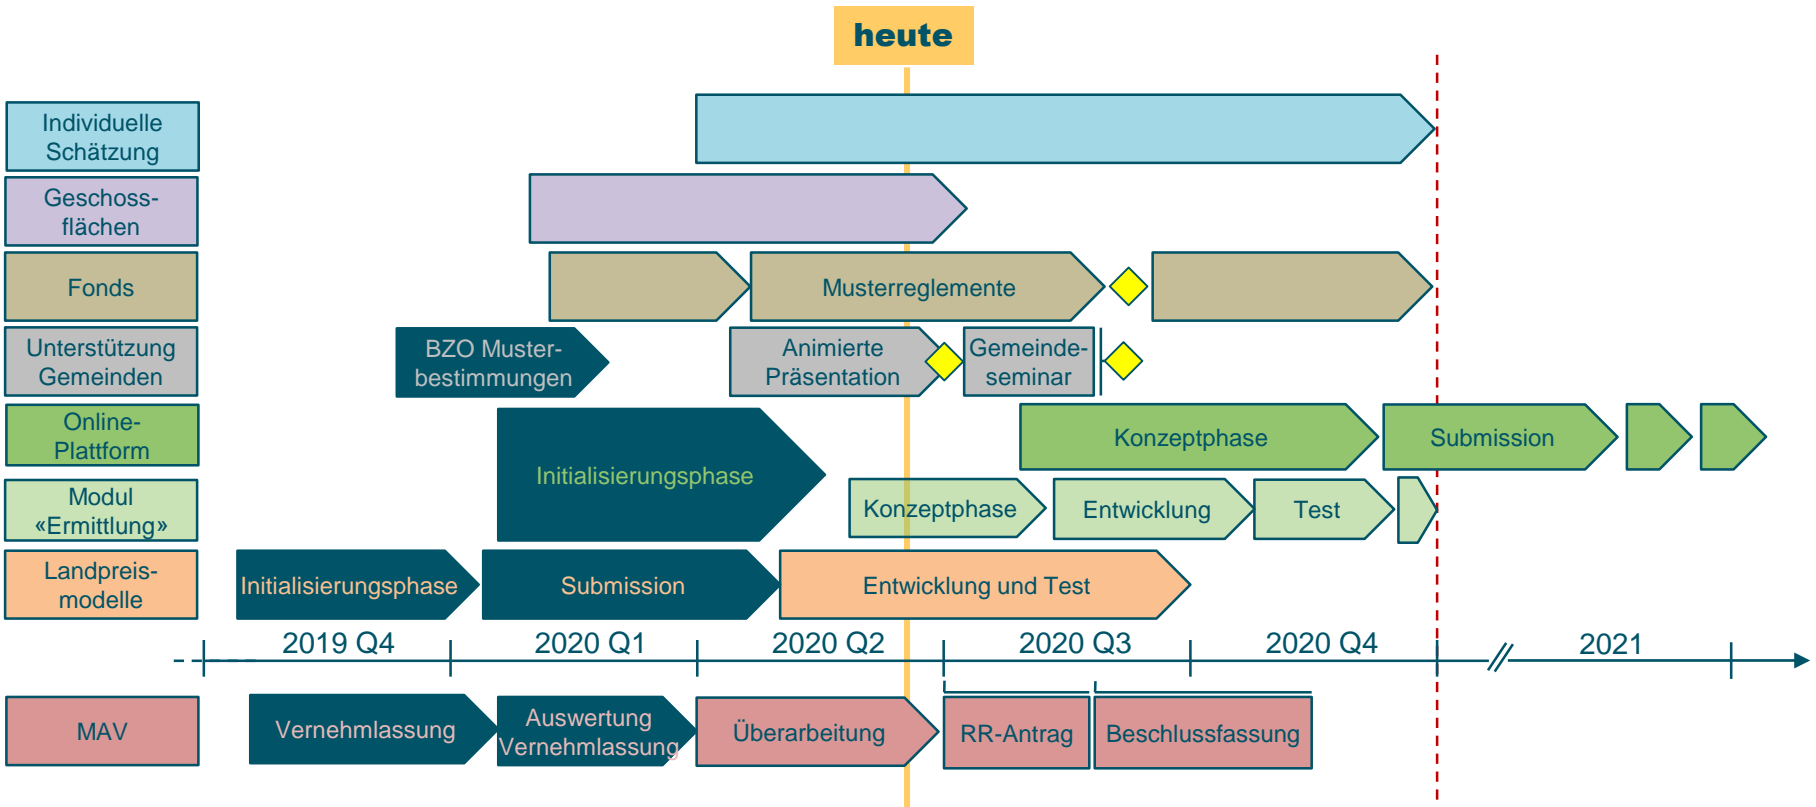 heute
Individuelle
Schätzung
Geschoss-
flächen
Fonds
Musterreglemente
Unterstützung
Gemeinden
BZO Muster-
bestimmungen
Animierte
Präsentation
Gemeinde-
seminar
Online-
Plattform
Initialisierungsphase
Konzeptphase
Submission
Modul
«Ermittlung»
Konzeptphase
Entwicklung
Test
Landpreis-
modelle
Initialisierungsphase
Submission
Entwicklung und Test
2019 Q4
2020 Q1
2020 Q2
2020 Q3
2020 Q4
2021
MAV
Vernehmlassung
Auswertung
Vernehmlassung
Überarbeitung
RR-Antrag
Beschlussfassung